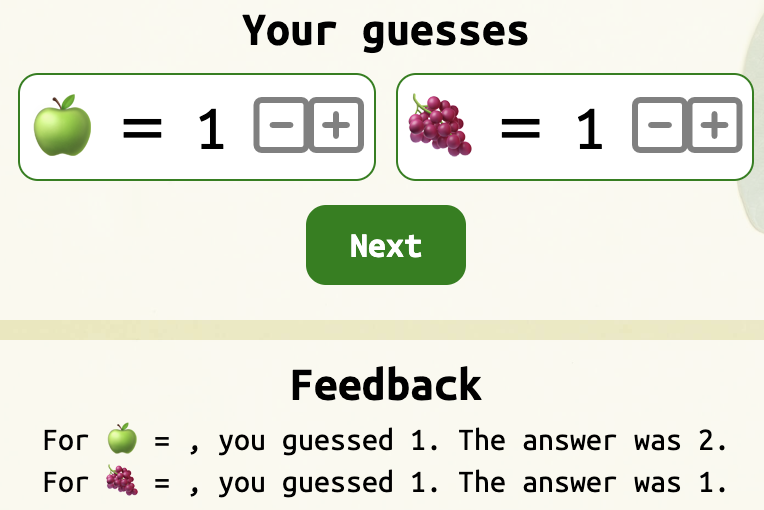 Your guesses
🍏 = 1 − + 🍇 = 1 − +
Next
Feedback
For 🍏 = , you guessed 1. The answer was 2.
For 🍇 = , you guessed 1. The answer was 1.